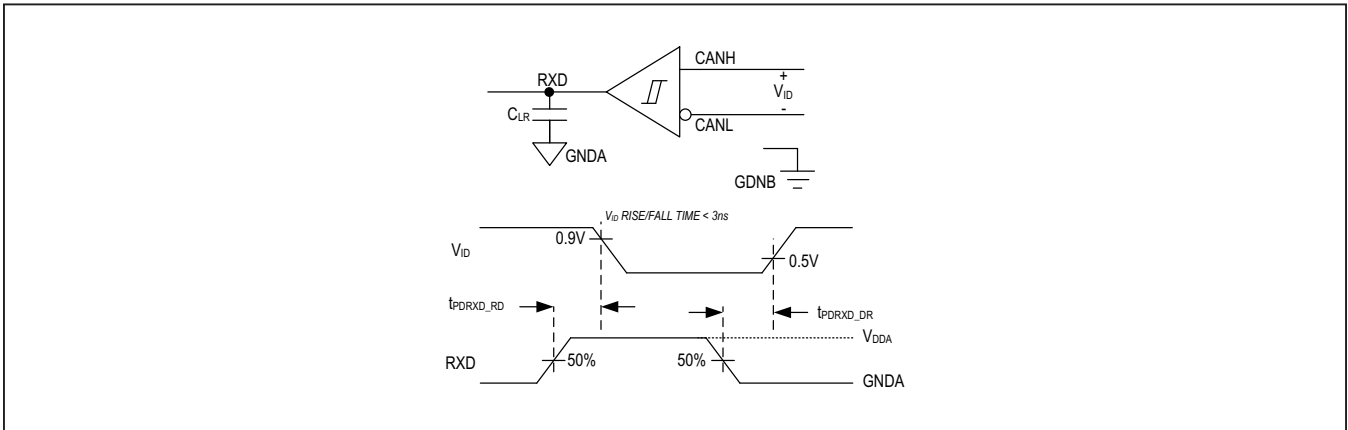 CANH
RXD
+
VID
CLR
-
CANL
GNDA
GDNB
VID RISE/FALL TIME < 3ns
0.9V
VID
0.5V
tPDRXD_RD
tPDRXD_DR
VDDA
RXD
50%
50%
GNDA